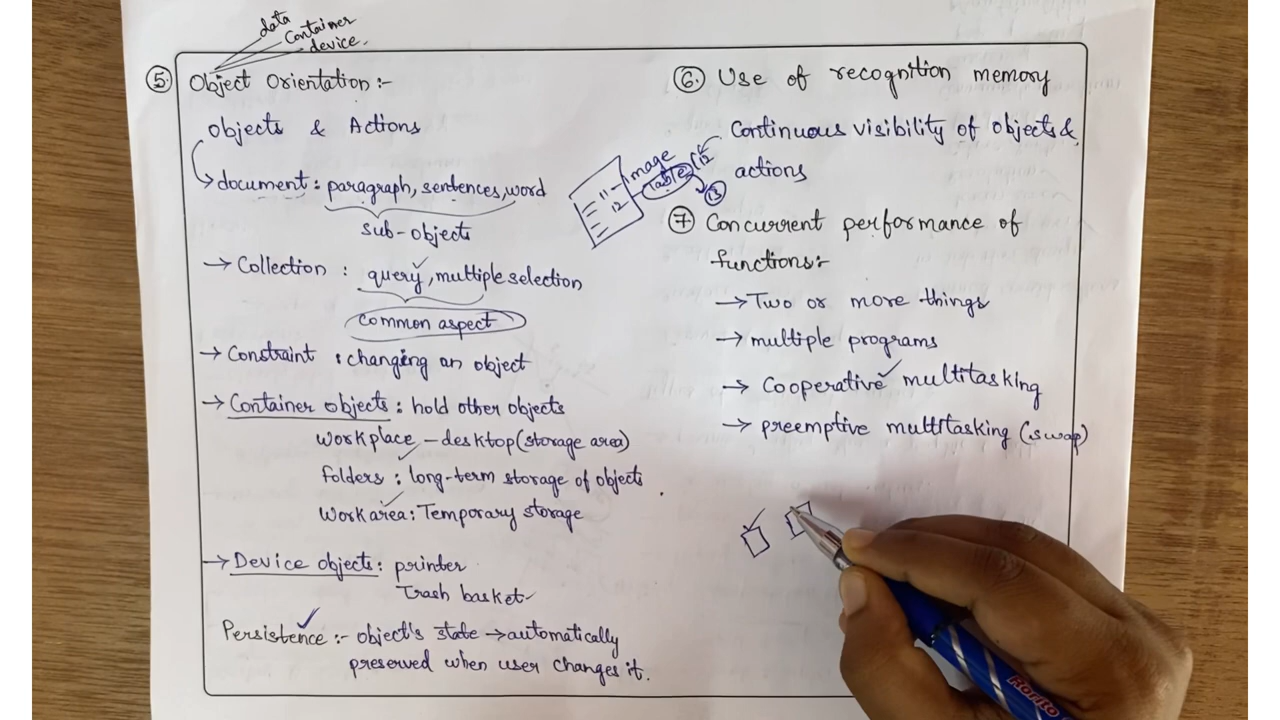 data
Container
device.
5. Object Orientation :-
objects & Actions
→ document : paragraph, sentences, word
sub-objects
→ Collection : query, multiple selection
common aspect
→ Constraint : changing an object
→ Container objects : hold other objects
Workplace - desktop (storage area)
folders : long-term storage of objects
Workarea : Temporary storage
→ Device objects : printer
Trash basket
Persistence :- object's state → automatically
preserved when user changes it.
6. Use of recognition memory
Continuous visibility of objects &
actions
image
table (12
13
12
7 Concurrent performance of
functions :-
→ Two or more things
→ multiple programs
→ Cooperative multitasking
→ preemptive multitasking (swap)